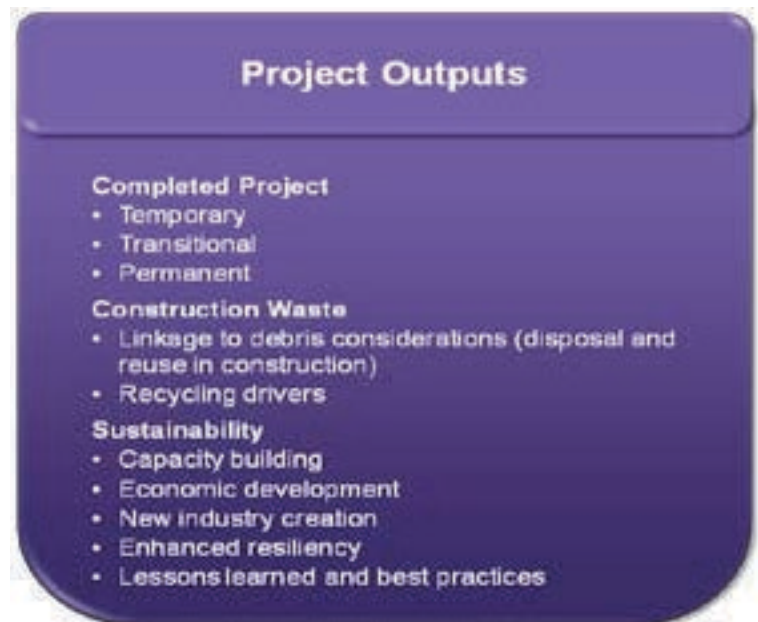 Project Outputs
Completed Project
• Temporary
• Transitional
• Permanent
Construction Waste
• Linkage to debris considerations (disposal and
reuse in construction)
• Recycling drivers
Sustainability
• Capacity building
• Economic development
• New industry creation
• Enhanced resiliency
• Lessons learned and best practices